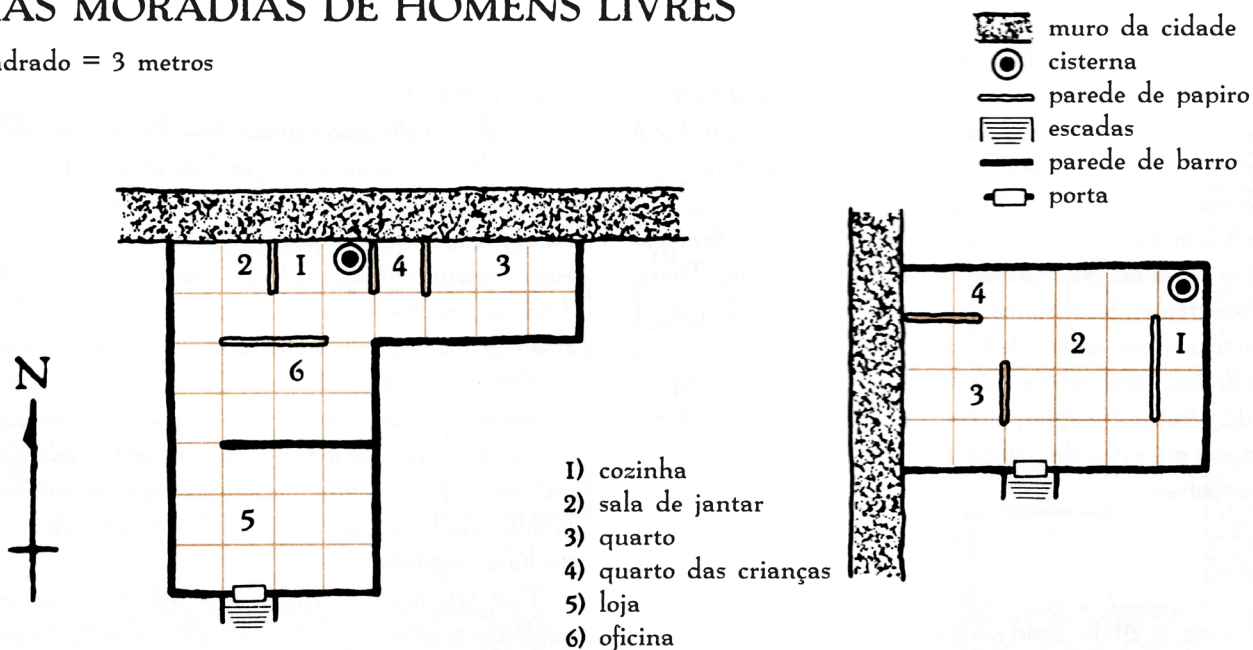 AS MORADIAS DE HOMENS LIVRES
adrado = 3 metros
muro da cidade
cisterna
parede de papiro
escadas
parede de barro
porta
N
2 I 4 3
6
5
4
2 I
3
I) cozinha
2) sala de jantar
3) quarto
4) quarto das crianças
5) loja
6) oficina